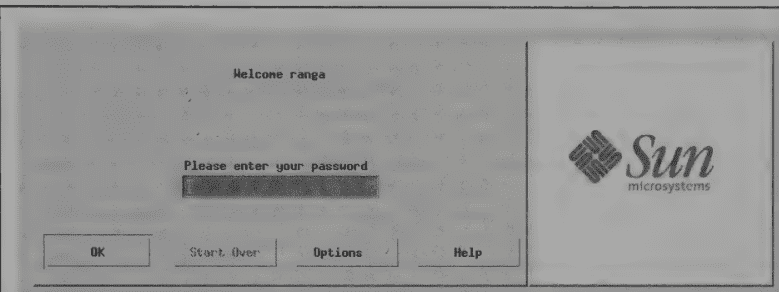 Welcome ranga
Please enter your password
OK
Start Over
Options
Help
Sun
microsystems